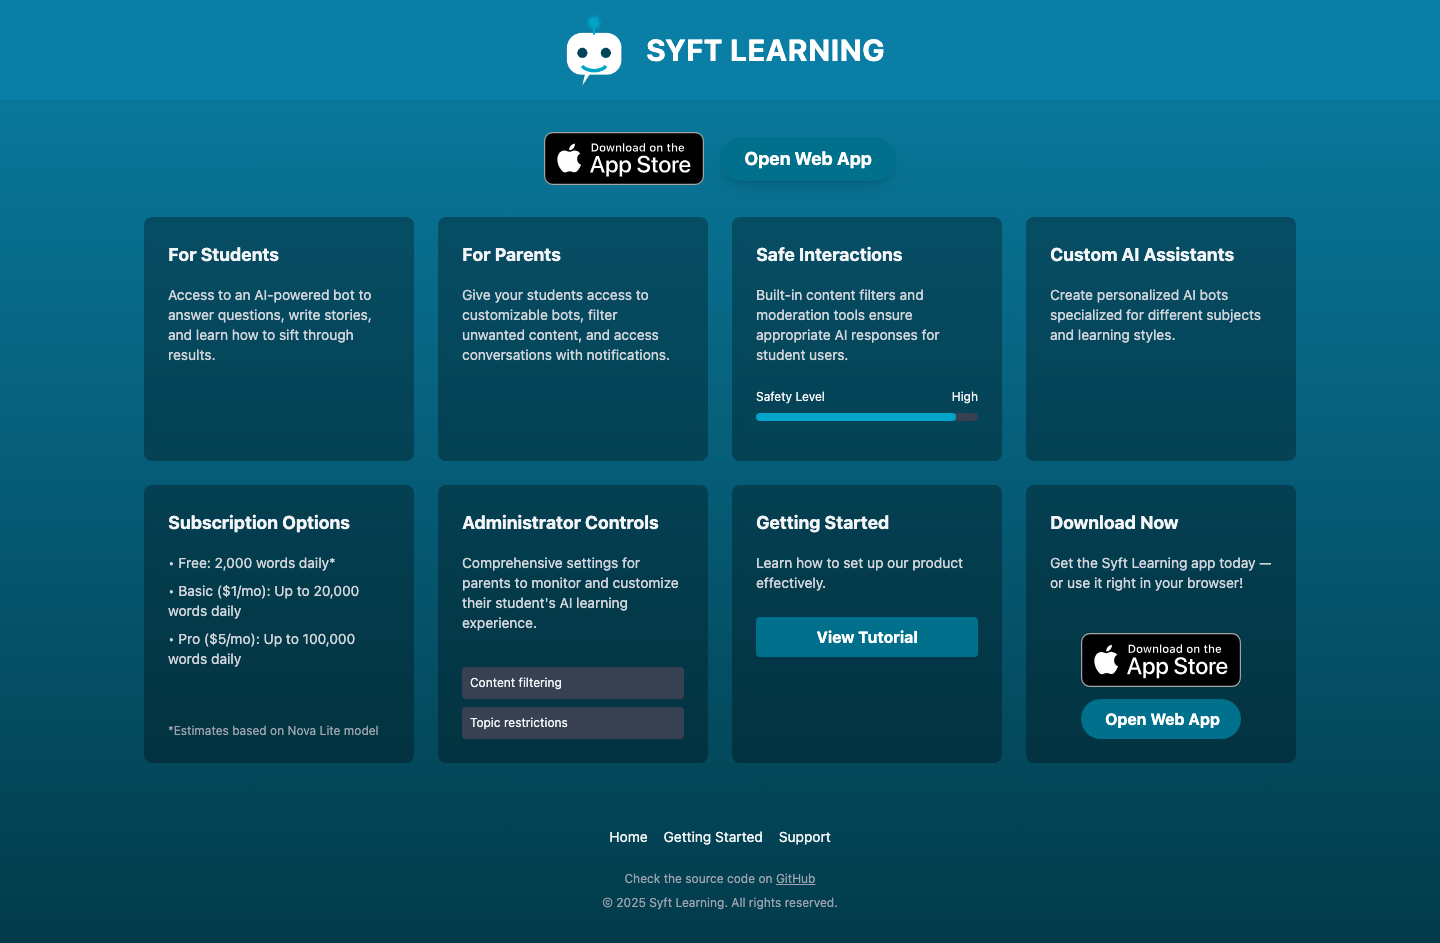 SYFT LEARNING
Download on the
App Store
Open Web App
For Students
Access to an AI-powered bot to
answer questions, write stories,
and learn how to sift through
results.
For Parents
Give your students access to
customizable bots, filter
unwanted content, and access
conversations with notifications.
Safe Interactions
Built-in content filters and
moderation tools ensure
appropriate AI responses for
student users.
Safety Level High
Custom AI Assistants
Create personalized AI bots
specialized for different subjects
and learning styles.
Subscription Options
• Free: 2,000 words daily*
• Basic ($1/mo): Up to 20,000
words daily
• Pro ($5/mo): Up to 100,000
words daily
*Estimates based on Nova Lite model
Administrator Controls
Comprehensive settings for
parents to monitor and customize
their student's AI learning
experience.
Content filtering
Topic restrictions
Getting Started
Learn how to set up our product
effectively.
View Tutorial
Download Now
Get the Syft Learning app today —
or use it right in your browser!
Download on the
App Store
Open Web App
Home Getting Started Support
Check the source code on GitHub
© 2025 Syft Learning. All rights reserved.